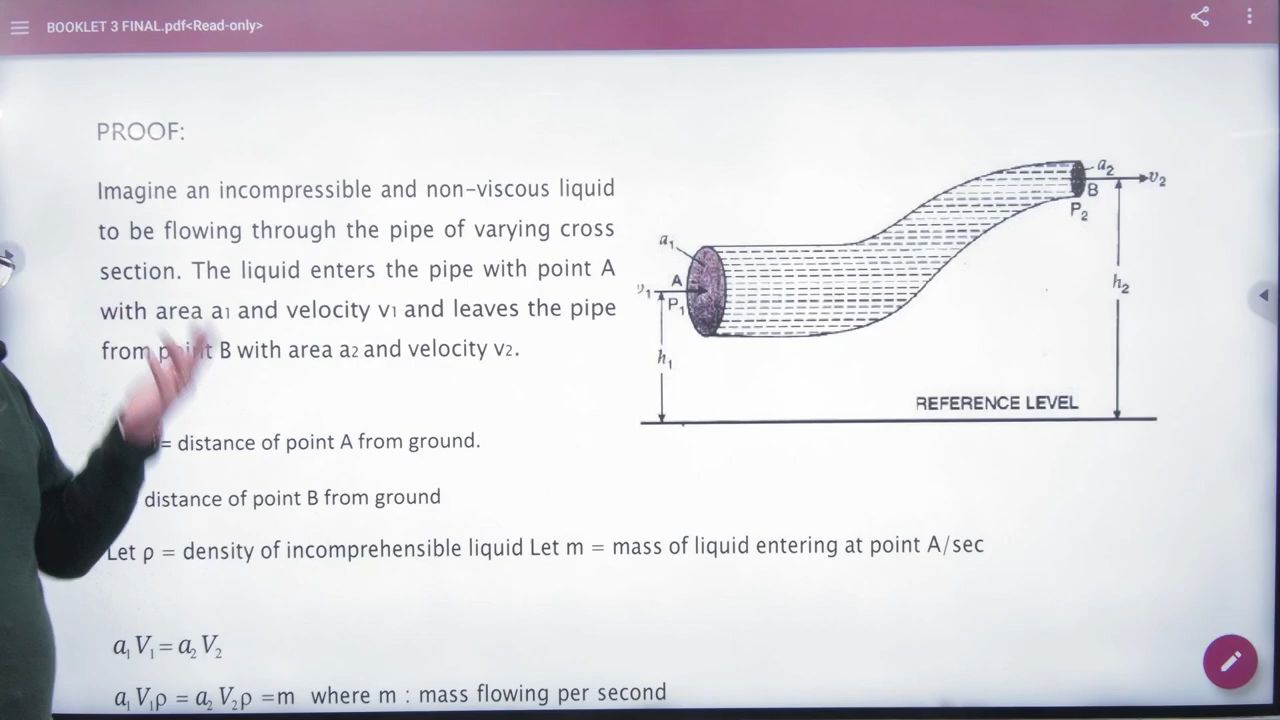 BOOKLET 3 FINAL.pdf<Read-only>
PROOF:
Imagine an incompressible and non-viscous liquid
to be flowing through the pipe of varying cross
section. The liquid enters the pipe with point A
with area a1 and velocity v1 and leaves the pipe
from point B with area a2 and velocity v2.
a₁
A
υ₁
P₁
h₁
a₂
B
υ₂
P₂
h₂
REFERENCE LEVEL
= distance of point A from ground.
distance of point B from ground
Let ρ = density of incomprehensible liquid Let m = mass of liquid entering at point A/sec
a₁V₁= a₂V₂
a₁V₁ρ = a₂V₂ρ =m where m : mass flowing per second